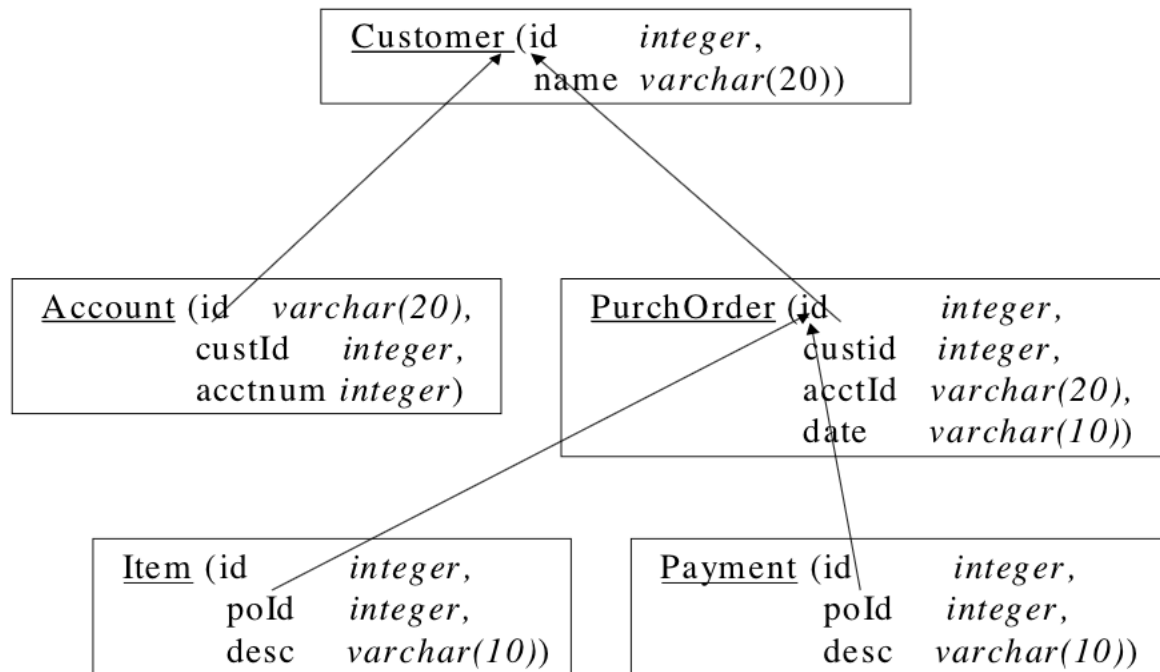 Customer (id integer,
name varchar(20))
Account (id varchar(20),
custId integer,
acctnum integer)
PurchOrder (id integer,
custid integer,
acctId varchar(20),
date varchar(10))
Item (id integer,
poId integer,
desc varchar(10))
Payment (id integer,
poId integer,
desc varchar(10))